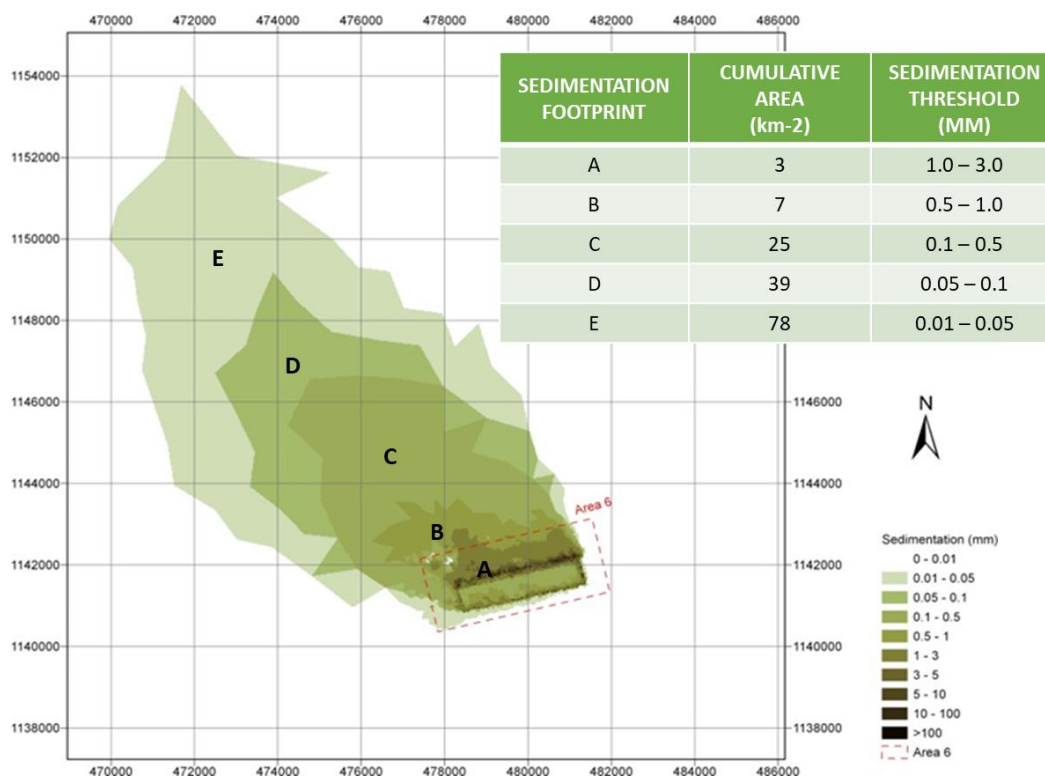 470000 472000 474000 476000 478000 480000 482000 484000 486000
1154000
1152000
1150000
1148000
1146000
1144000
1142000
1140000
1138000
SEDIMENTATION FOOTPRINT
CUMULATIVE AREA (km-2)
SEDIMENTATION THRESHOLD (MM)
A 3 1.0 – 3.0
B 7 0.5 – 1.0
C 25 0.1 – 0.5
D 39 0.05 – 0.1
E 78 0.01 – 0.05
E
D
C
B
A
Area 6
1146000
1144000
1142000
1140000
1138000
N
Sedimentation (mm)
0 - 0.01
0.01 - 0.05
0.05 - 0.1
0.1 - 0.5
0.5 - 1
1 - 3
3 - 5
5 - 10
10 - 100
>100
Area 6
470000 472000 474000 476000 478000 480000 482000 484000 486000